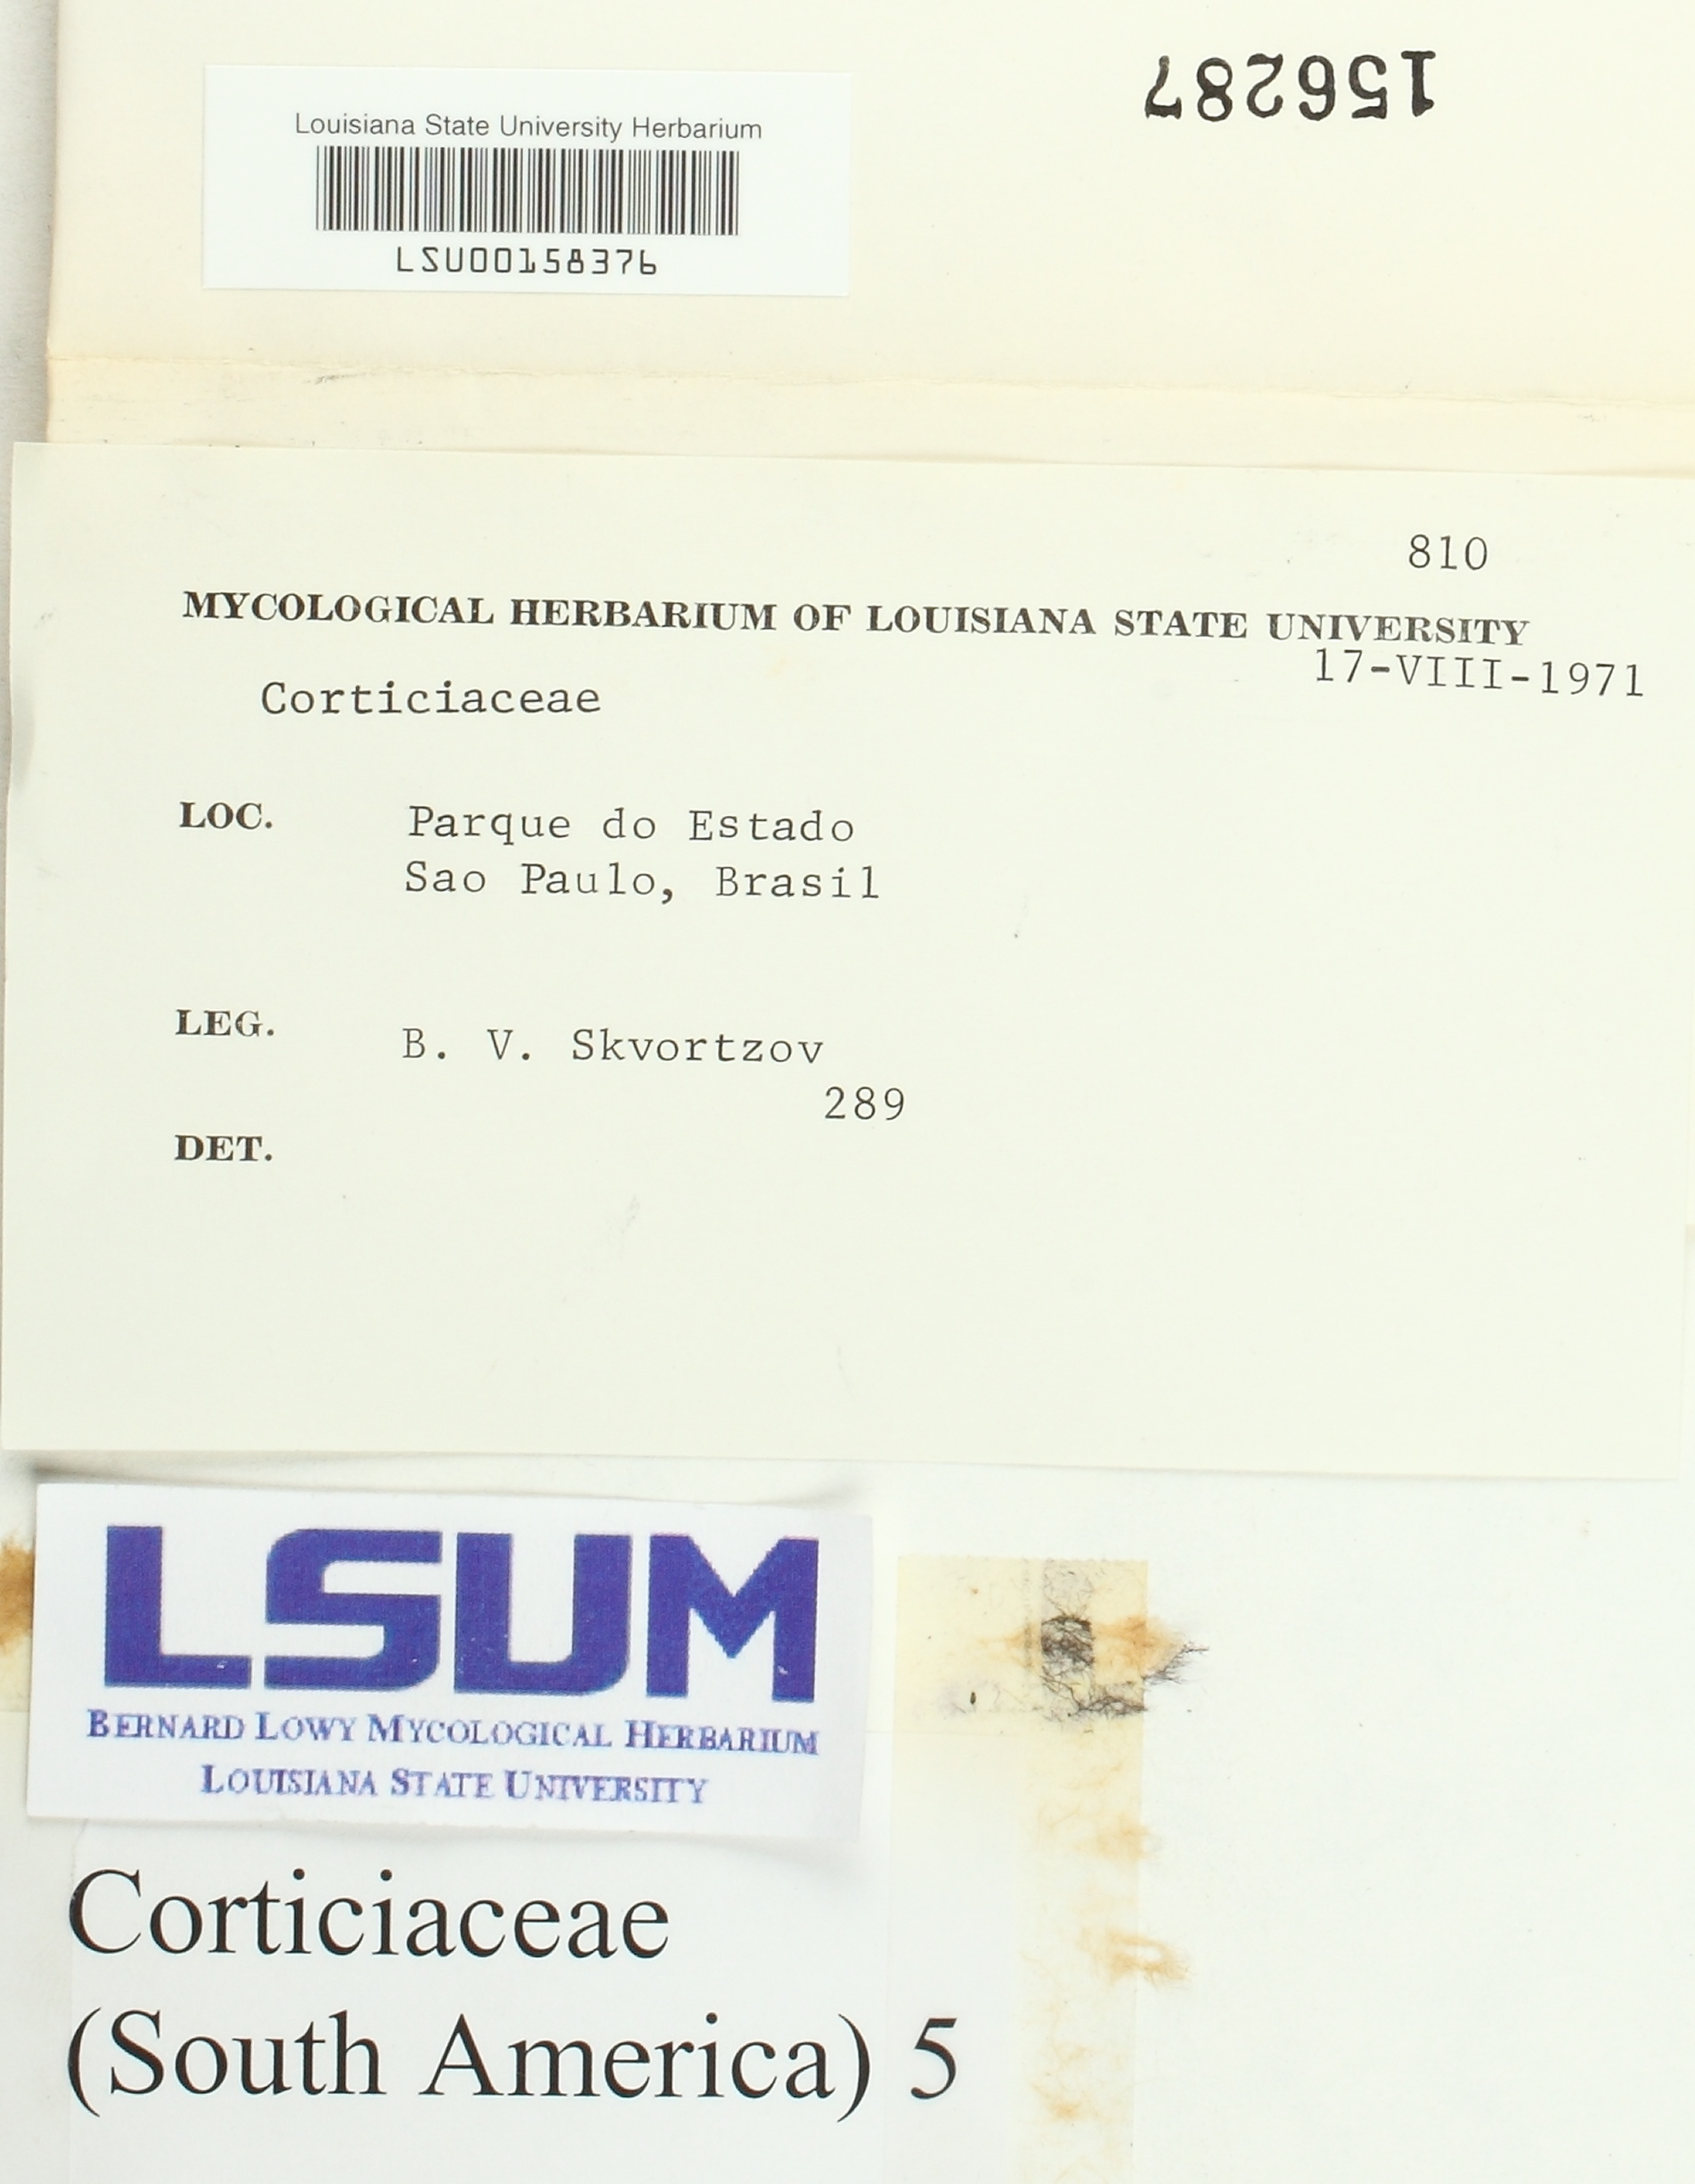 156287
Louisiana State University Herbarium
LSU00158376
810
MYCOLOGICAL HERBARIUM OF LOUISIANA STATE UNIVERSITY
17-VIII-1971
Corticiaceae
LOC. Parque do Estado
Sao Paulo, Brasil
LEG. B. V. Skvortzov
289
DET.
LSUM
BERNARD LOWY MYCOLOGICAL HERBARIUM
LOUISIANA STATE UNIVERSITY
Corticiaceae
(South America) 5